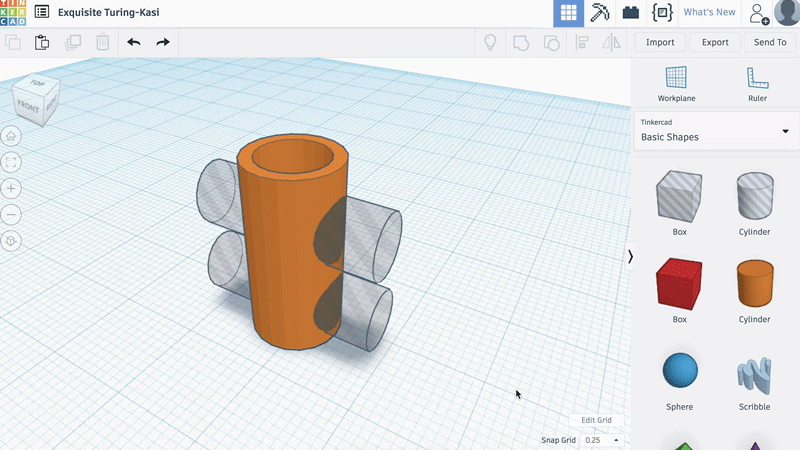 TIN
KER
CAD
Exquisite Turing-Kasi
What's New
Import
Export
Send To
TOP
FRONT
Workplane
Ruler
Tinkercad
Basic Shapes
Box
Cylinder
Box
Cylinder
Sphere
Scribble
Edit Grid
Snap Grid
0.25